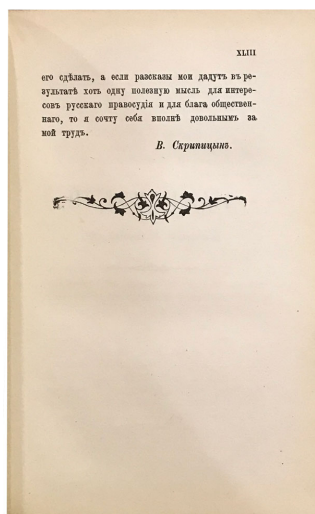 XLIII
его сдѣлать, а если разсказы мои дадутъ въ ре-
зультатѣ хоть одну полезную мысль для интере-
совъ русскаго правосудія и для блага обществен-
наго, то я сочту себя вполнѣ довольнымъ за
мой трудъ.
В. Скрипицынъ.